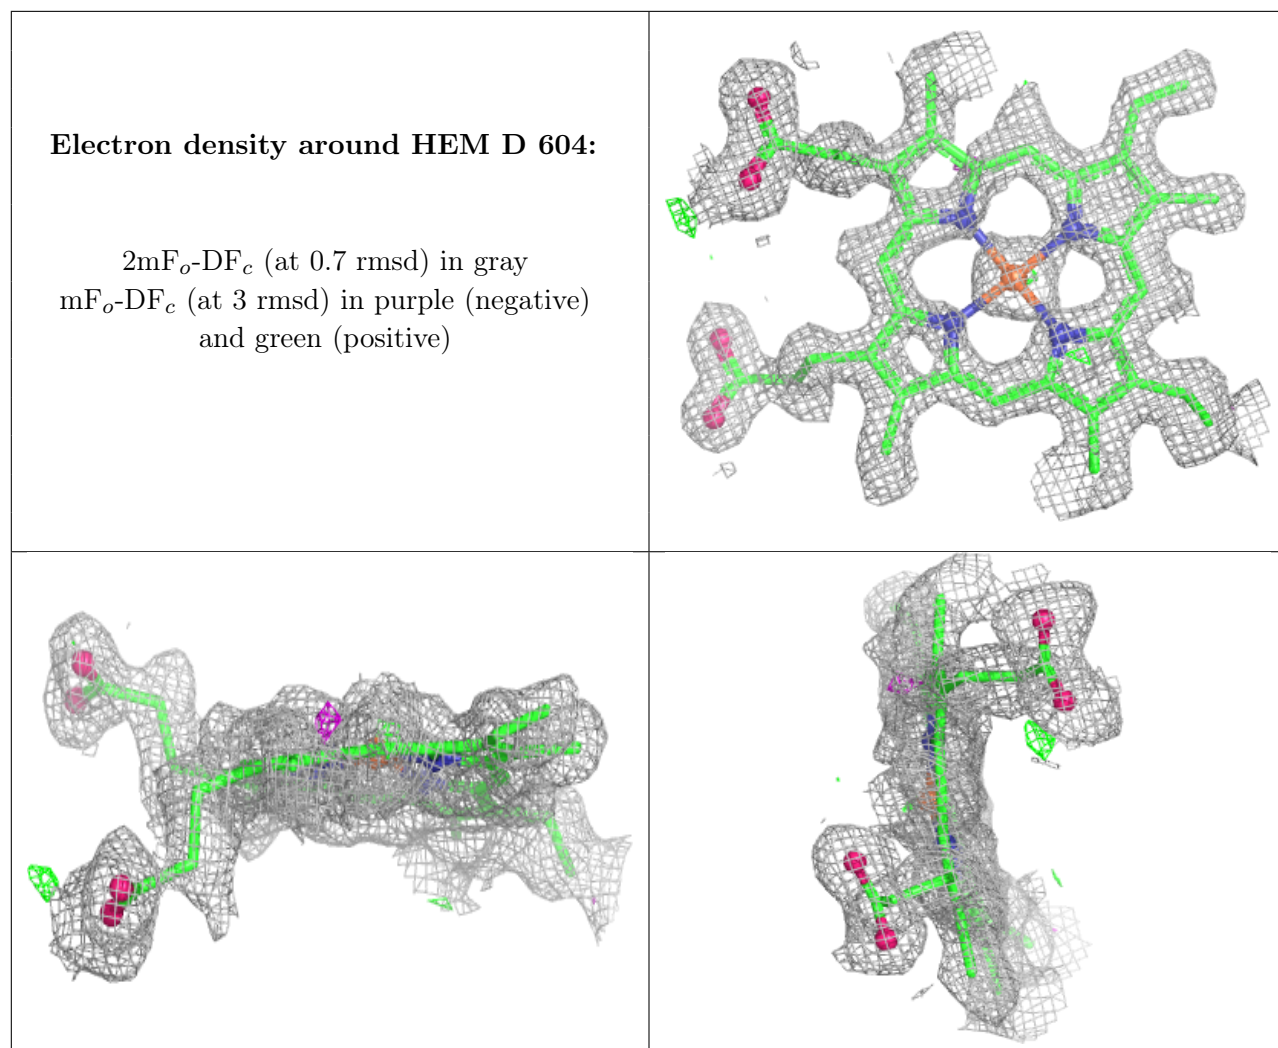 Electron density around HEM D 604:
2mFₒ-DF𝒸 (at 0.7 rmsd) in gray
mFₒ-DF𝒸 (at 3 rmsd) in purple (negative)
and green (positive)